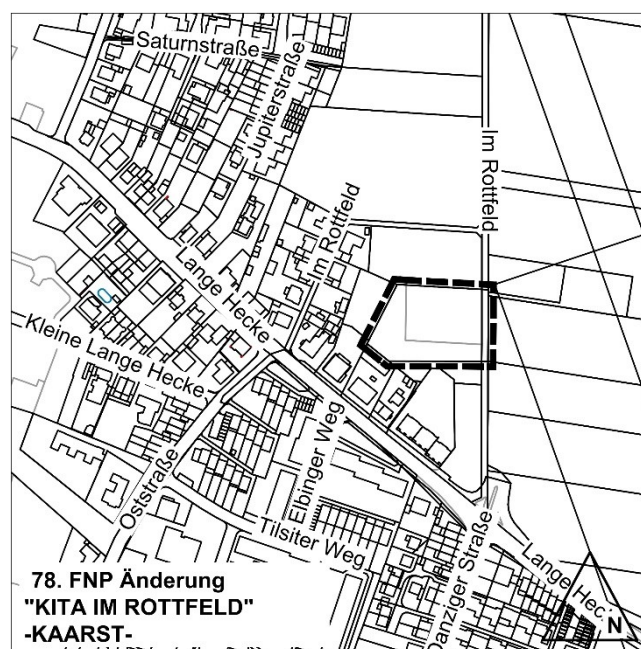 Saturnstraße
Jupiterstraße
Im Rottfeld
Im Rottfeld
Lange Hecke
Kleine Lange Hecke
Oststraße
Elbinger Weg
Tilsiter Weg
Danziger Straße
Lange Hec
78. FNP Änderung
"KITA IM ROTTFELD"
-KAARST-
N